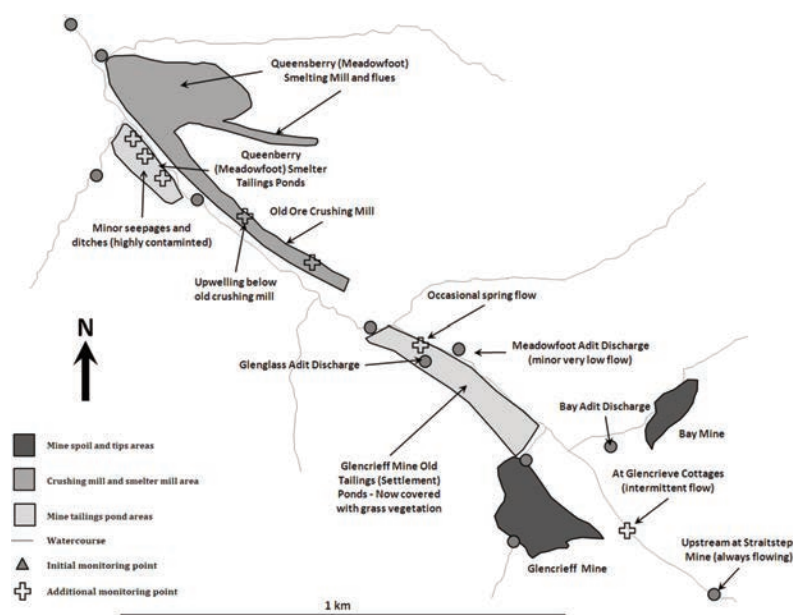 Queensberry (Meadowfoot)
Smelting Mill and flues
Queenberry
(Meadowfoot) Smelter
Tailings Ponds
Minor seepages and
ditches (highly contaminted)
Old Ore Crushing Mill
Upwelling below
old crushing mill
Occasional spring flow
N
Glenglass Adit Discharge
Meadowfoot Adit Discharge
(minor very low flow)
Bay Adit Discharge
Bay Mine
Mine spoil and tips areas
Crushing mill and smelter mill area
Mine tailings pond areas
Watercourse
Initial monitoring point
Additional monitoring point
Glencrieff Mine Old
Tailings (Settlement)
Ponds - Now covered
with grass vegetation
At Glencrieve Cottages
(intermittent flow)
Upstream at Straitstep
Mine (always flowing)
Glencrieff Mine
1 km